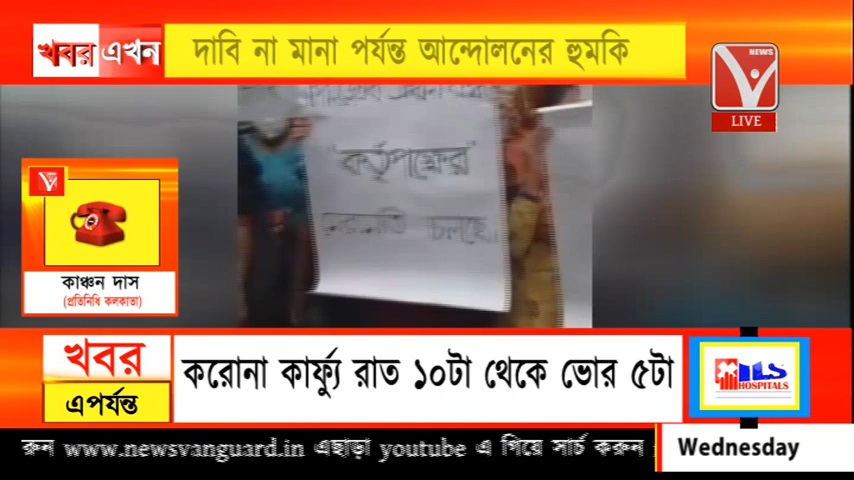 খবর এখন
দাবি না মানা পর্যন্ত আন্দোলনের হুমকি
NEWS
V
LIVE
"কর্তৃপক্ষের"
চলছে
কাঞ্চন দাস
(প্রতিনিধি কলকাতা)
খবর
এপর্যন্ত
করোনা কার্ফ্যু রাত ১০টা থেকে ভোর ৫টা
ILS
HOSPITALS
রুন www.newsvanguard.in এছাড়া youtube এ গিয়ে সার্চ করুন
Wednesday